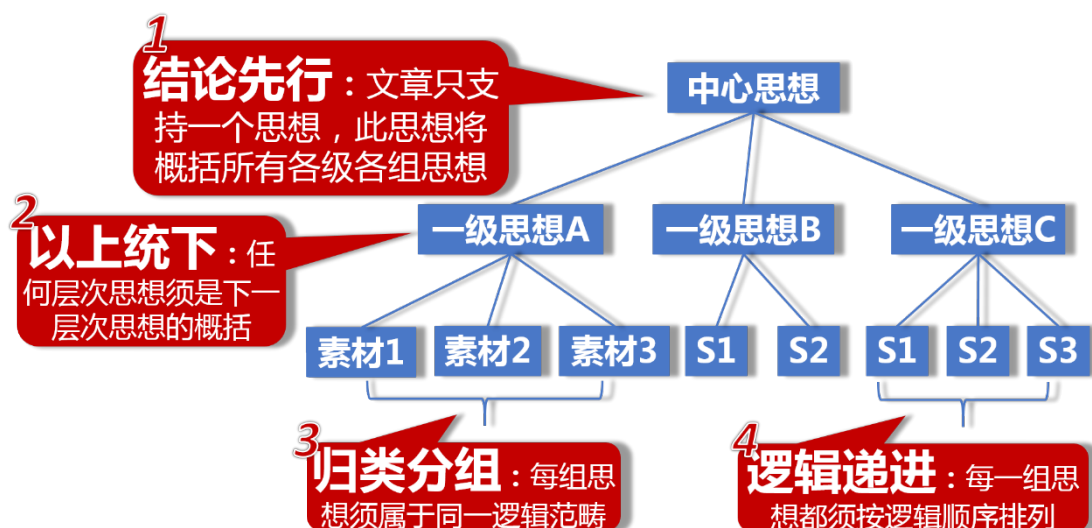 1
结论先行：文章只支
持一个思想，此思想将
概括所有各级各组思想
中心思想
2
以上统下：任
何层次思想须是下一
层次思想的概括
一级思想A
一级思想B
一级思想C
素材1
素材2
素材3
S1
S2
S1
S2
S3
3
归类分组：每组思
想须属于同一逻辑范畴
4
逻辑递进：每一组思
想都须按逻辑顺序排列